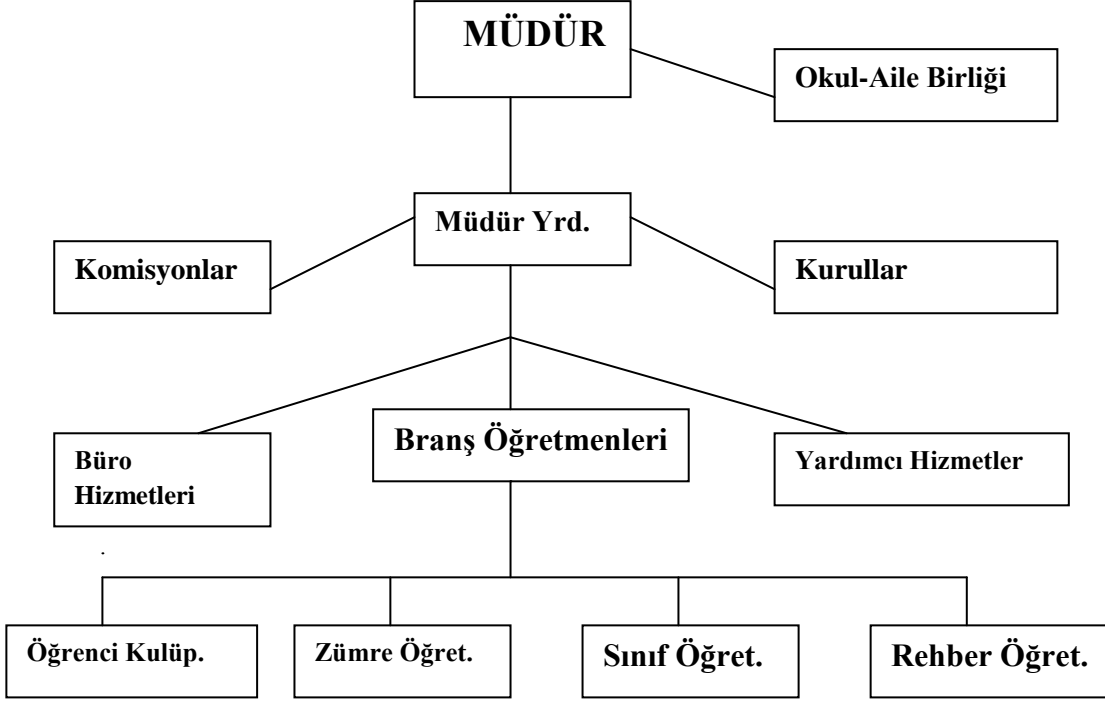 MÜDÜR
Okul-Aile Birliği
Müdür Yrd.
Komisyonlar
Kurullar
Büro
Hizmetleri
Branş Öğretmenleri
Yardımcı Hizmetler
.
Öğrenci Kulüp.
Zümre Öğret.
Sınıf Öğret.
Rehber Öğret.